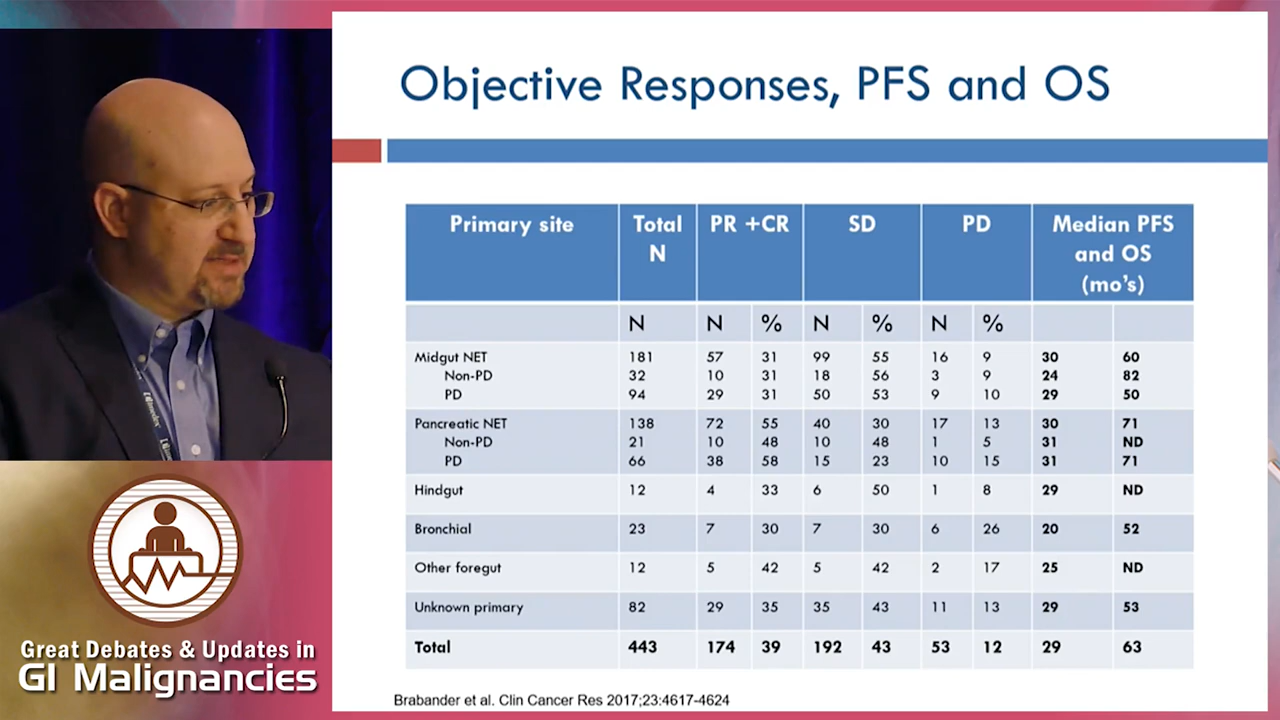 Objective Responses, PFS and OS
Primary site Total N PR +CR SD PD Median PFS and OS (mo's)
N N % N % N %
Midgut NET 181 57 31 99 55 16 9 30 60
Non-PD 32 10 31 18 56 3 9 24 82
PD 94 29 31 50 53 9 10 29 50
Pancreatic NET 138 72 55 40 30 17 13 30 71
Non-PD 21 10 48 10 48 1 5 31 ND
PD 66 38 58 15 23 10 15 31 71
Hindgut 12 4 33 6 50 1 8 29 ND
Bronchial 23 7 30 7 30 6 26 20 52
Other foregut 12 5 42 5 42 2 17 25 ND
Unknown primary 82 29 35 35 43 11 13 29 53
Total 443 174 39 192 43 53 12 29 63
Brabander et al. Clin Cancer Res 2017;23:4617-4624
Great Debates & Updates in
GI Malignancies